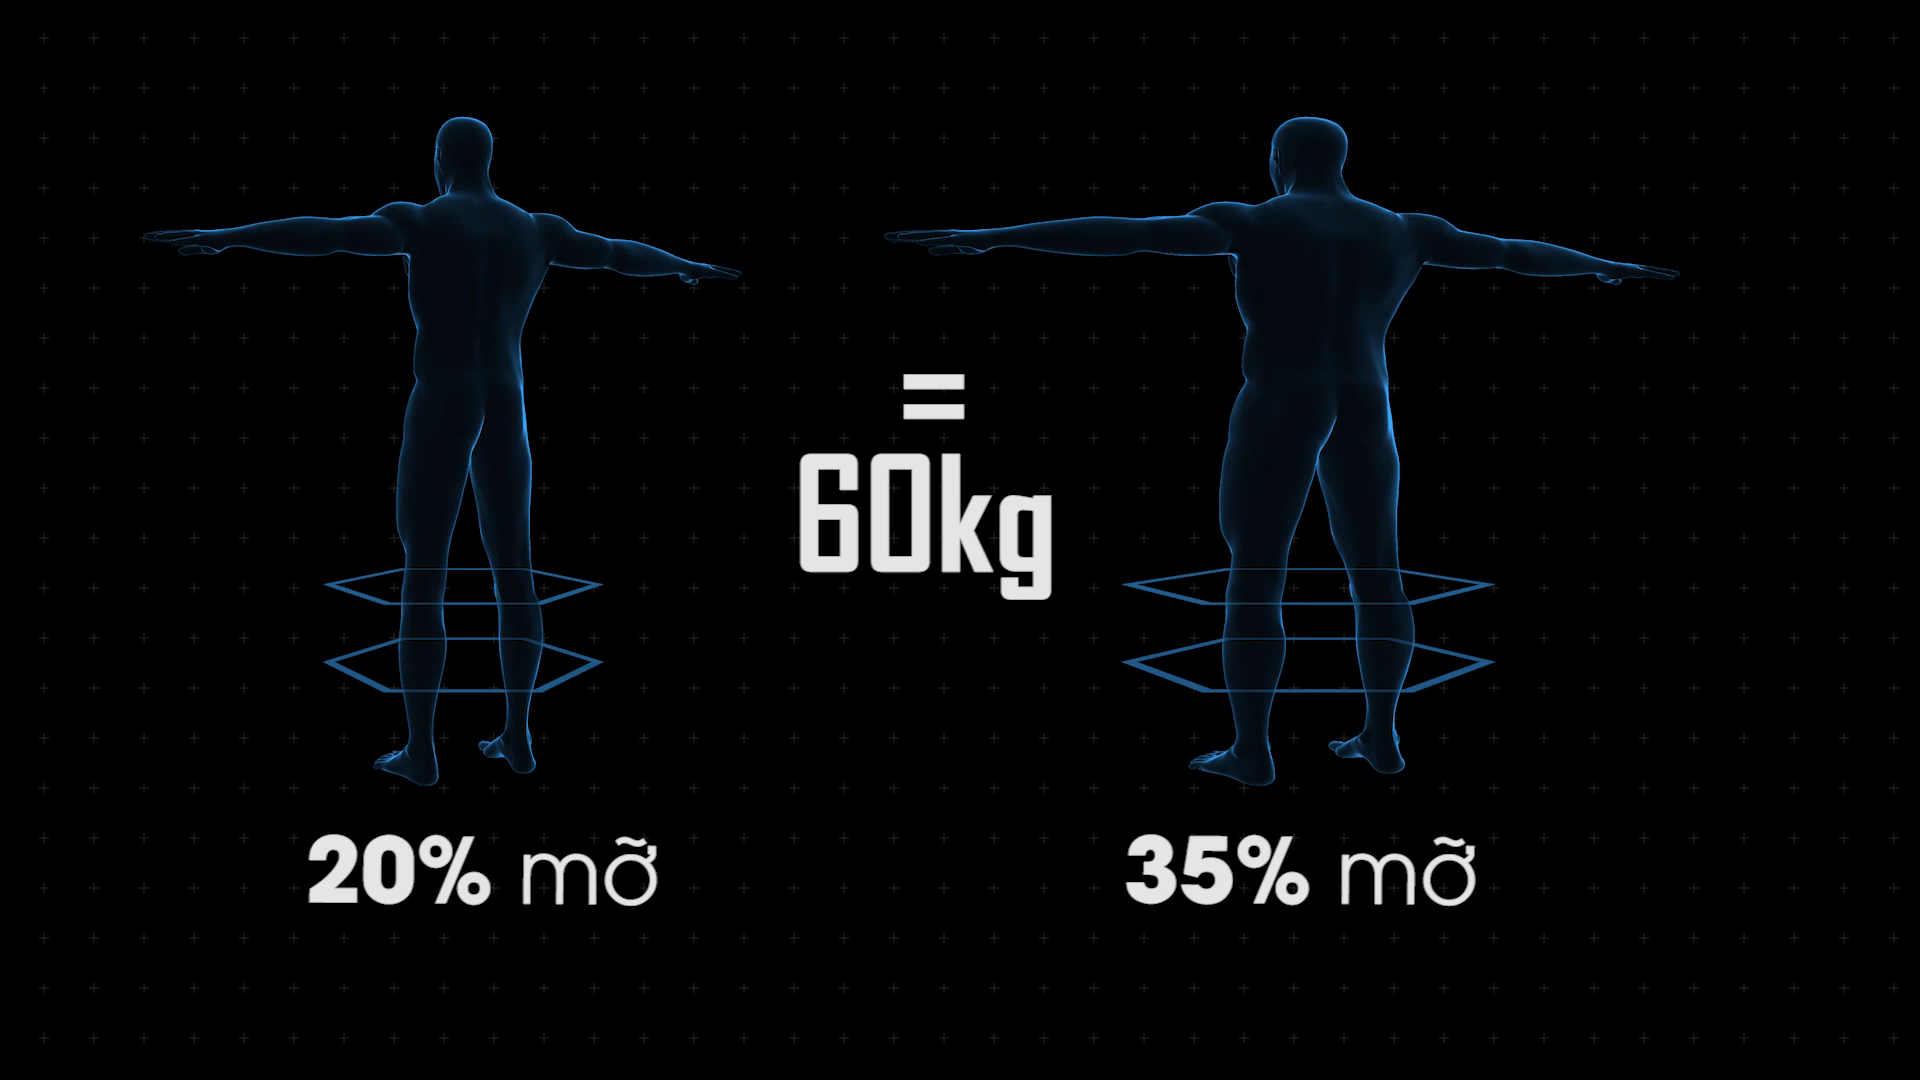 =
60kg
20% mỡ
35% mỡ